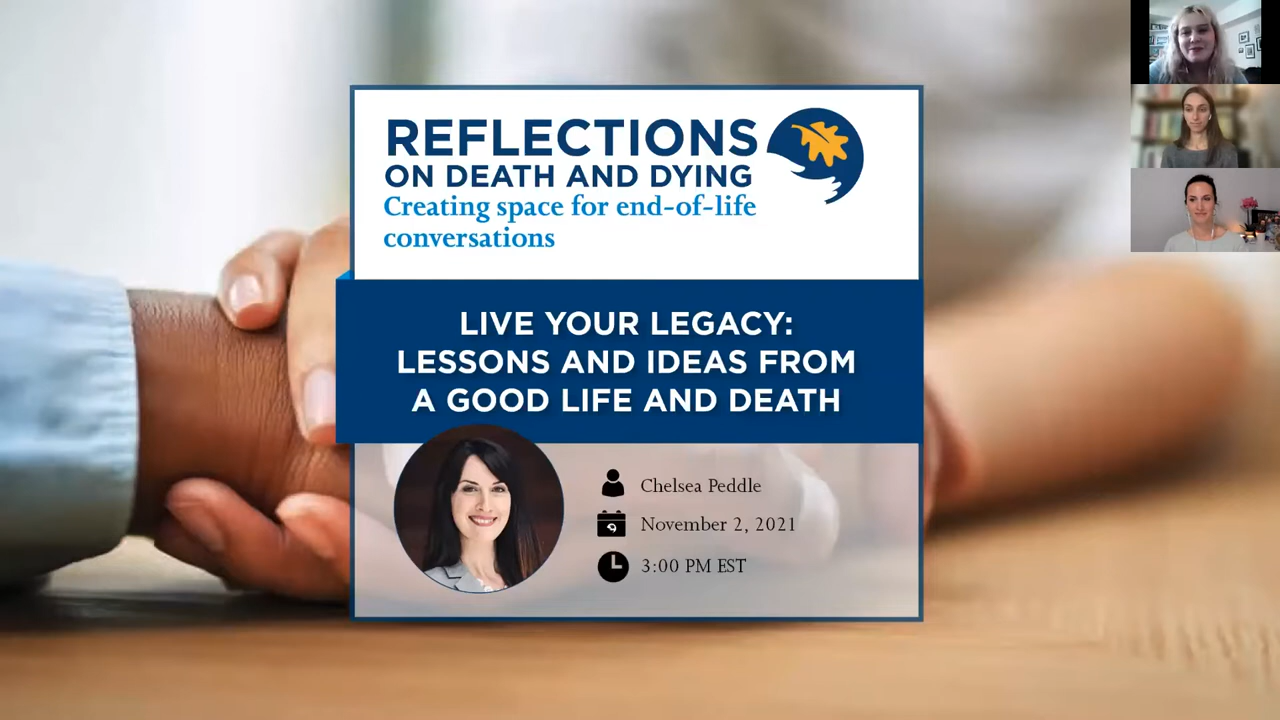 REFLECTIONS
ON DEATH AND DYING
Creating space for end-of-life
conversations
LIVE YOUR LEGACY:
LESSONS AND IDEAS FROM
A GOOD LIFE AND DEATH
Chelsea Peddle
November 2, 2021
3:00 PM EST